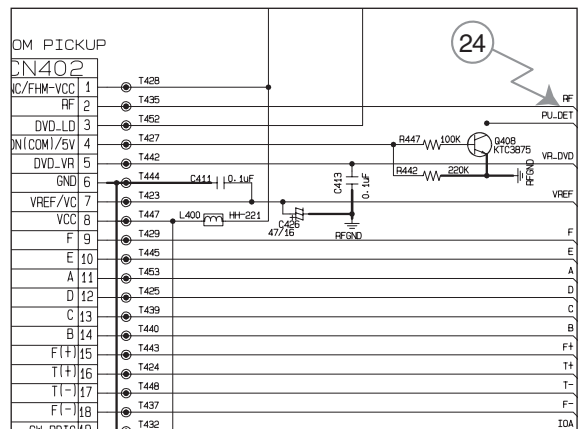 24
OM PICKUP
CN402
NC/FHM-VCC 1 T428
RF 2 T435 RF
DVD_LD 3 T452 PU_DET
ON(COM)/5V 4 T427 R447 100K Q408
KTC3875
DVD_VR 5 T442 VR_DVD
R442 220K RFGND
GND 6 T444 C411 0.1uF C413 0.1uF
VREF/VC 7 T423 VREF
VCC 8 T447 L400 HH-221 C426
47/16 RFGND
F 9 T429 F
E 10 T445 E
A 11 T453 A
D 12 T425 D
C 13 T439 C
B 14 T440 B
F(+) 15 T443 F+
T(+) 16 T424 T+
T(-) 17 T448 T-
F(-) 18 T437 F-
T432 IOA